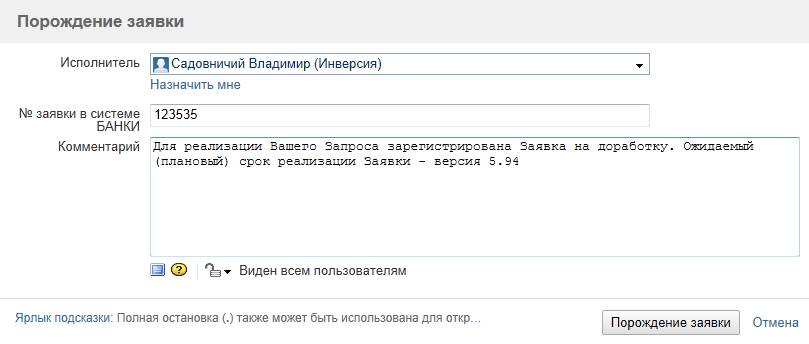 Порождение заявки
Исполнитель
Садовничий Владимир (Инверсия)
Назначить мне
№ заявки в системе
БАНКИ
123535
Комментарий
Для реализации Вашего Запроса зарегистрирована Заявка на доработку. Ожидаемый
(плановый) срок реализации Заявки - версия 5.94
Виден всем пользователям
Ярлык подсказки: Полная остановка (.) также может быть использована для откр…
Порождение заявки
Отмена